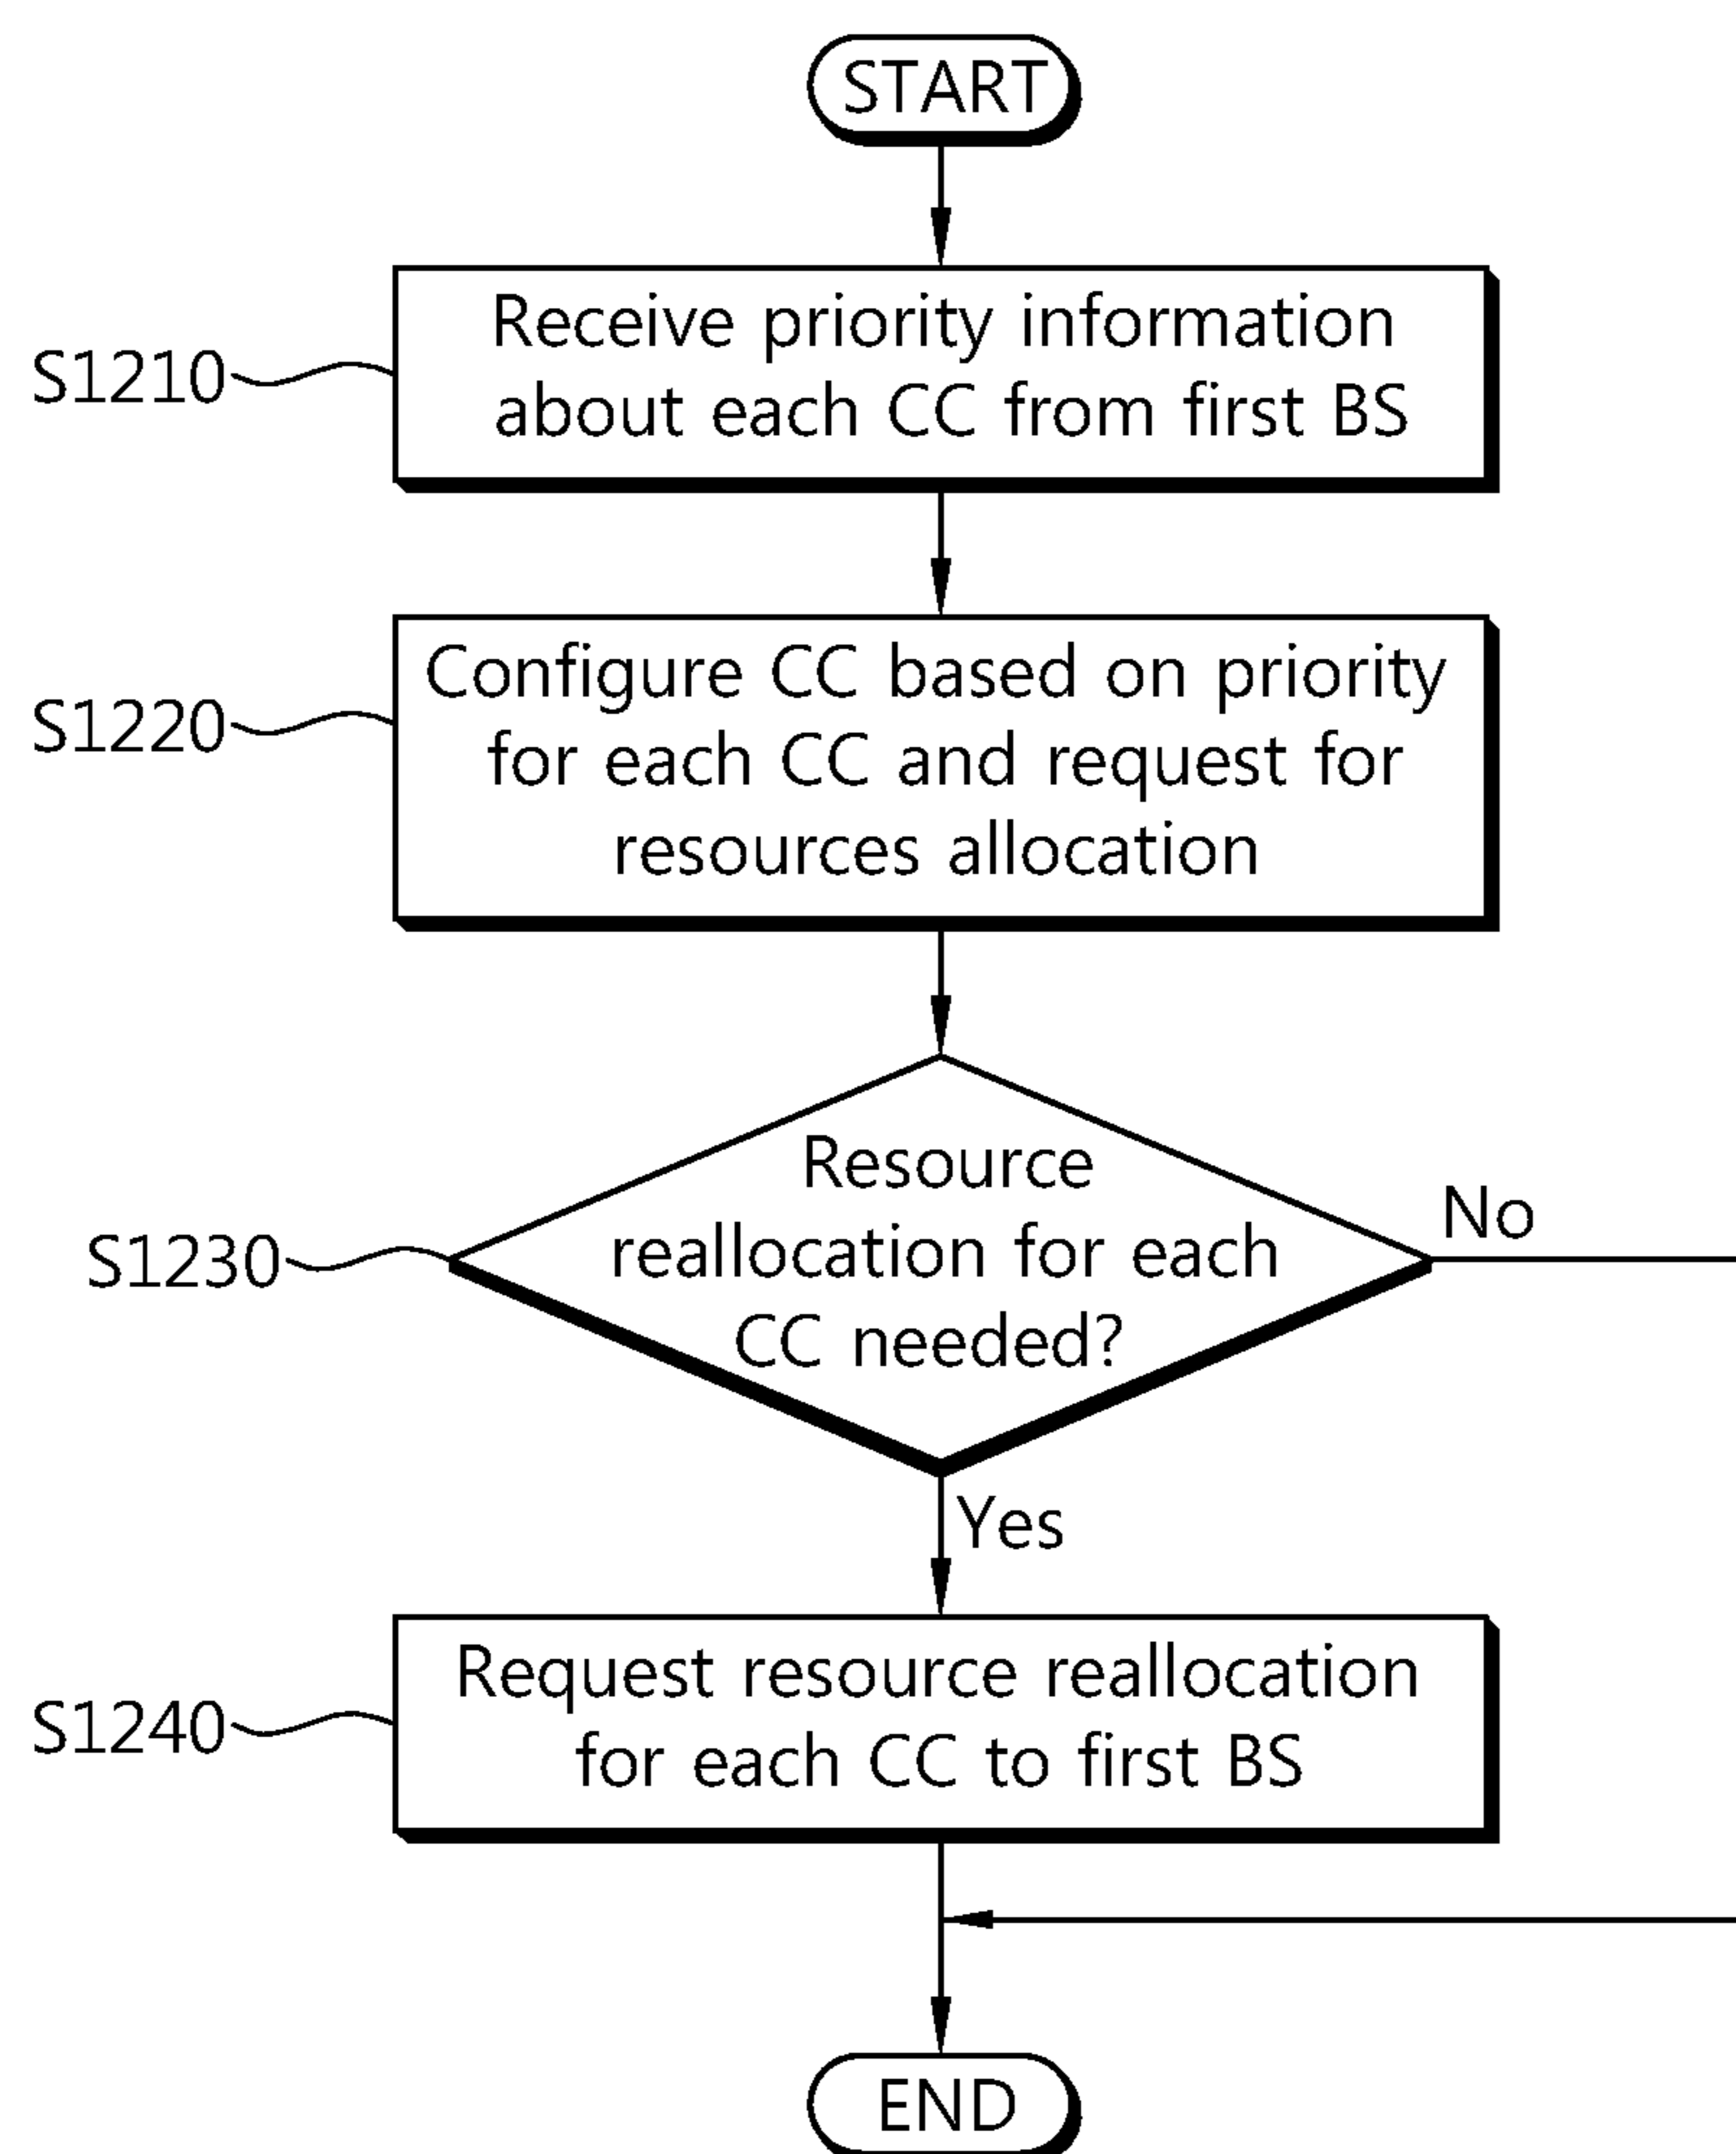 START
S1210
Receive priority information
about each CC from first BS
S1220
Configure CC based on priority
for each CC and request for
resources allocation
S1230
Resource
reallocation for each
CC needed?
No
Yes
S1240
Request resource reallocation
for each CC to first BS
END